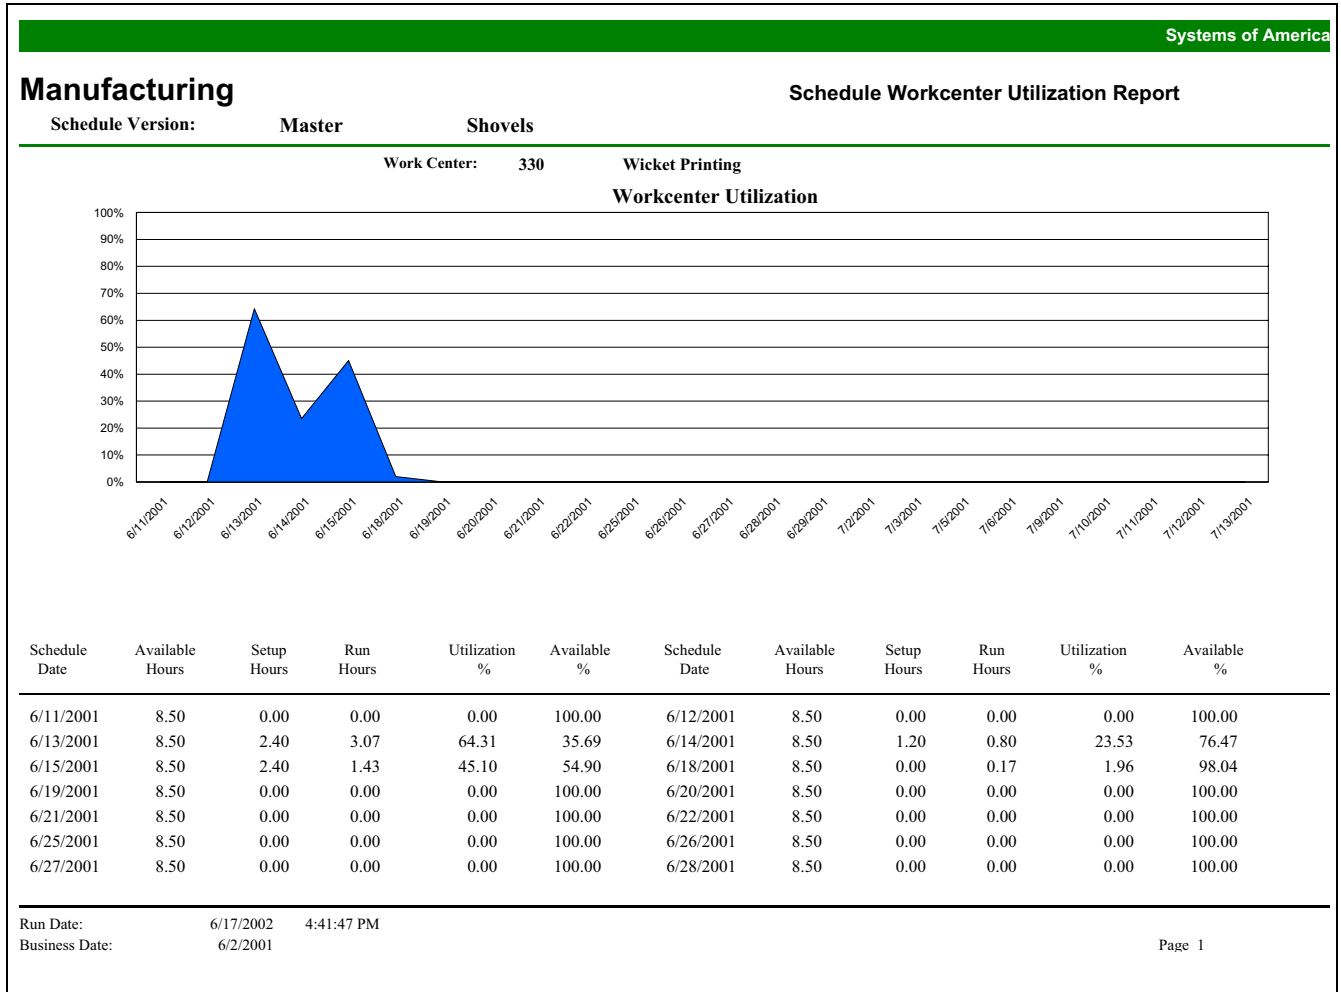 Systems of America
Manufacturing Schedule Workcenter Utilization Report
Schedule Version: Master Shovels
Work Center: 330 Wicket Printing
Workcenter Utilization
100%
90%
80%
70%
60%
50%
40%
30%
20%
10%
0%
6/11/2001 6/12/2001 6/13/2001 6/14/2001 6/15/2001 6/18/2001 6/19/2001 6/20/2001 6/21/2001 6/22/2001 6/25/2001 6/26/2001 6/27/2001 6/28/2001 6/29/2001 7/2/2001 7/3/2001 7/5/2001 7/6/2001 7/9/2001 7/10/2001 7/11/2001 7/12/2001 7/13/2001
Schedule Available Setup Run Utilization Available Schedule Available Setup Run Utilization Available
Date Hours Hours Hours % % Date Hours Hours Hours % %
6/11/2001 8.50 0.00 0.00 0.00 100.00 6/12/2001 8.50 0.00 0.00 0.00 100.00
6/13/2001 8.50 2.40 3.07 64.31 35.69 6/14/2001 8.50 1.20 0.80 23.53 76.47
6/15/2001 8.50 2.40 1.43 45.10 54.90 6/18/2001 8.50 0.00 0.17 1.96 98.04
6/19/2001 8.50 0.00 0.00 0.00 100.00 6/20/2001 8.50 0.00 0.00 0.00 100.00
6/21/2001 8.50 0.00 0.00 0.00 100.00 6/22/2001 8.50 0.00 0.00 0.00 100.00
6/25/2001 8.50 0.00 0.00 0.00 100.00 6/26/2001 8.50 0.00 0.00 0.00 100.00
6/27/2001 8.50 0.00 0.00 0.00 100.00 6/28/2001 8.50 0.00 0.00 0.00 100.00
Run Date: 6/17/2002 4:41:47 PM
Business Date: 6/2/2001 Page 1